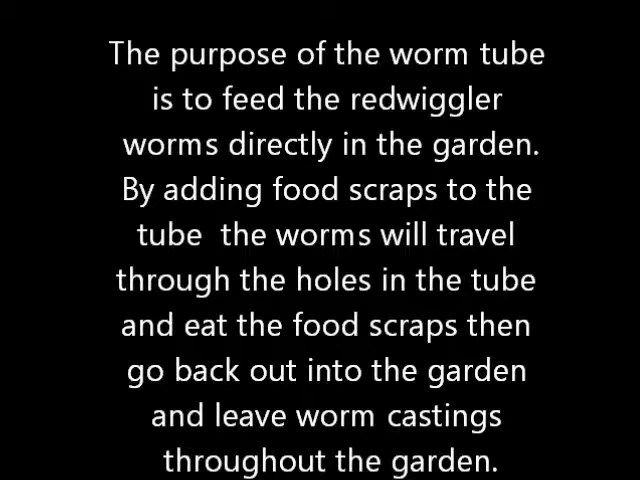 The purpose of the worm tube
is to feed the redwiggler
worms directly in the garden.
By adding food scraps to the
tube  the worms will travel
through the holes in the tube
and eat the food scraps then
go back out into the garden
and leave worm castings
throughout the garden.